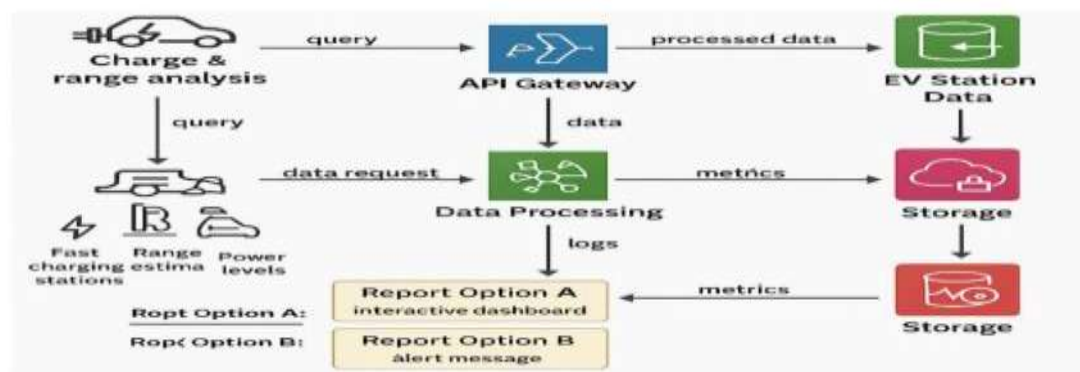 query
processed data
Charge &
range analysis
API Gateway
EV Station
Data
query
data
data request
metrics
Data Processing
Storage
logs
Fast
charging
stations
Range
estima
Power
levels
Report Option A
interactive dashboard
metrics
Storage
Ropt Option A:
Rop( Option B:
Report Option B
alert message